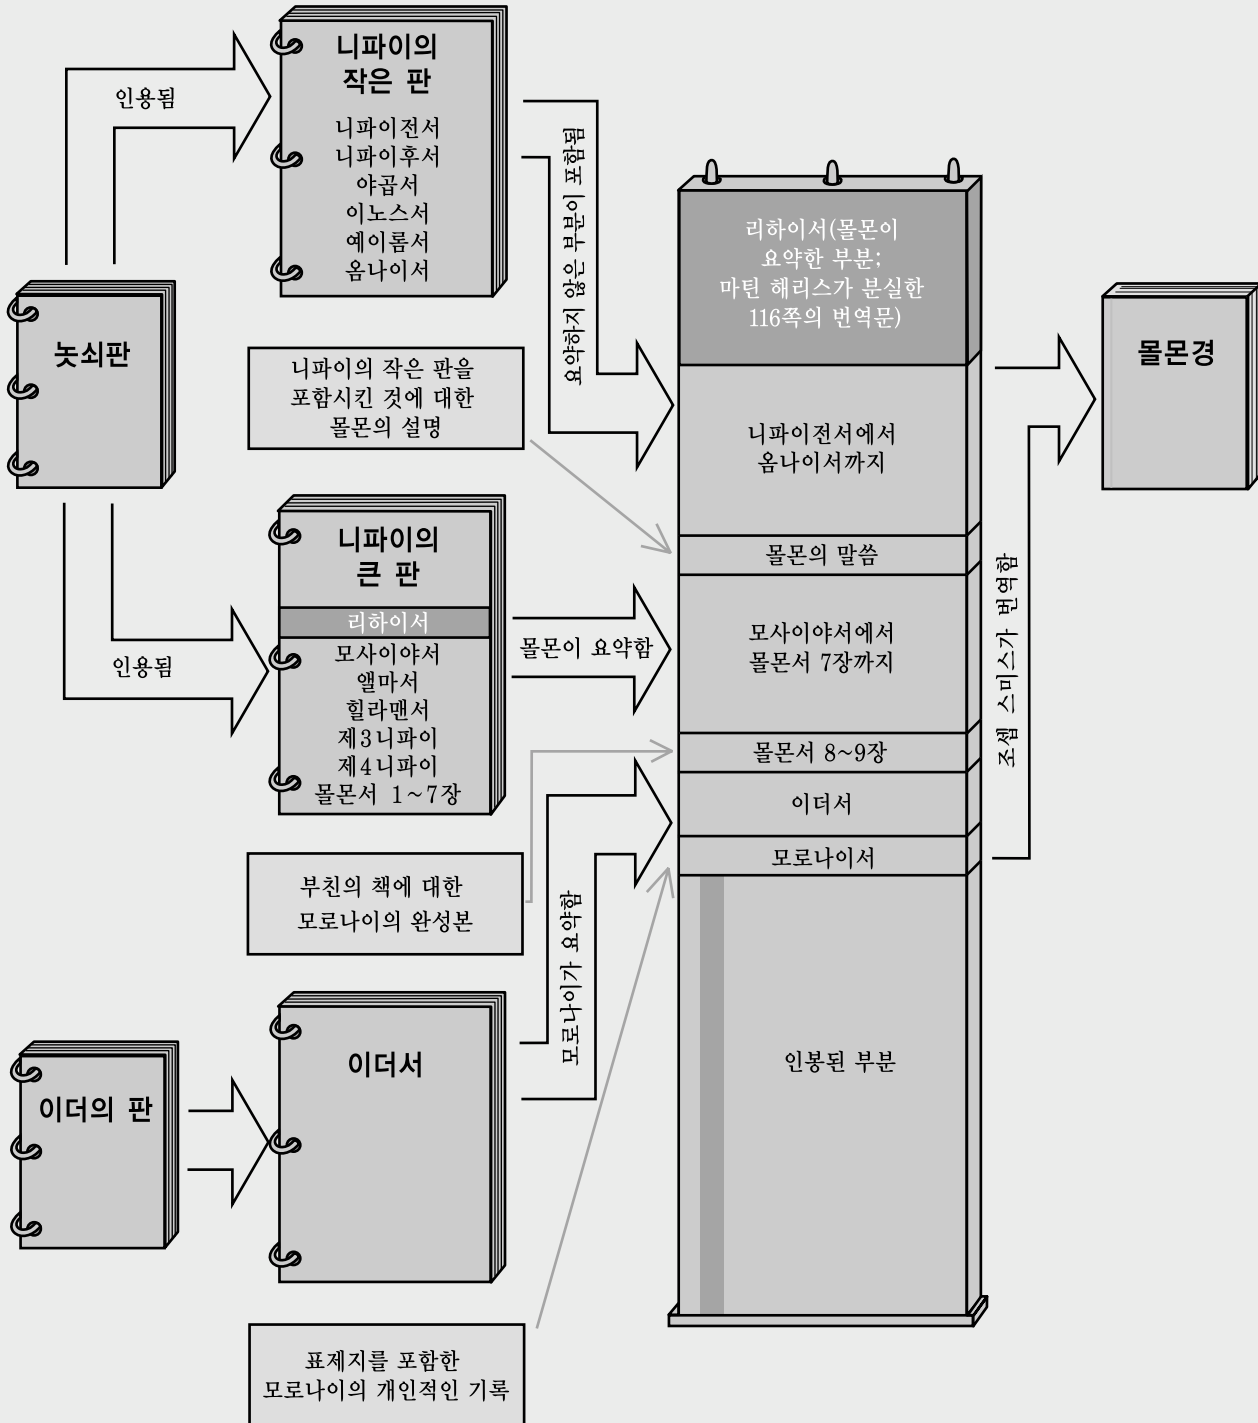 인용됨
니파이의
작은 판
니파이전서
니파이후서
야곱서
이노스서
예이롬서
옴나이서
요약하지 않은 부분이 포함됨
놋쇠판
니파이의 작은 판을
포함시킨 것에 대한
몰몬의 설명
인용됨
니파이의
큰 판
리하이서
모사이야서
앨마서
힐라맨서
제3니파이
제4니파이
몰몬서 1~7장
몰몬이 요약함
부친의 책에 대한
모로나이의 완성본
이더의 판
이더서
모로나이가 요약함
표제지를 포함한
모로나이의 개인적인 기록
리하이서(몰몬이
요약한 부분;
마틴 해리스가 분실한
116쪽의 번역문)
니파이전서에서
옴나이서까지
몰몬의 말씀
모사이야서에서
몰몬서 7장까지
몰몬서 8~9장
이더서
모로나이서
인봉된 부분
조셉 스미스가 번역함
몰몬경